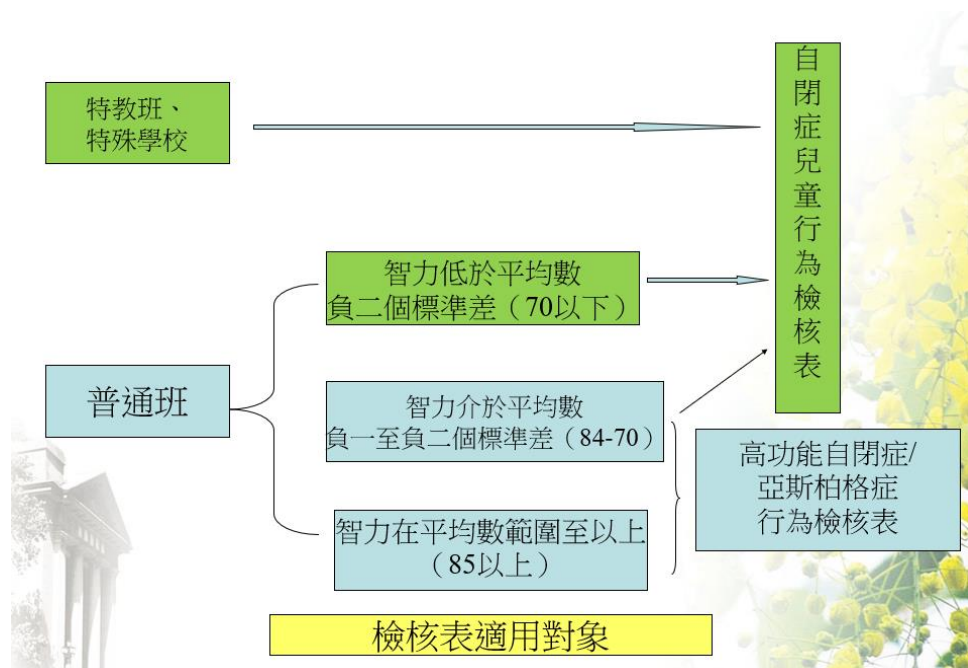 特教班、
特殊學校
自閉症兒童行為檢核表
智力低於平均數
負二個標準差（70以下）
普通班
智力介於平均數
負一至負二個標準差（84-70）
高功能自閉症/
亞斯柏格症
行為檢核表
智力在平均數範圍至以上
（85以上）
檢核表適用對象